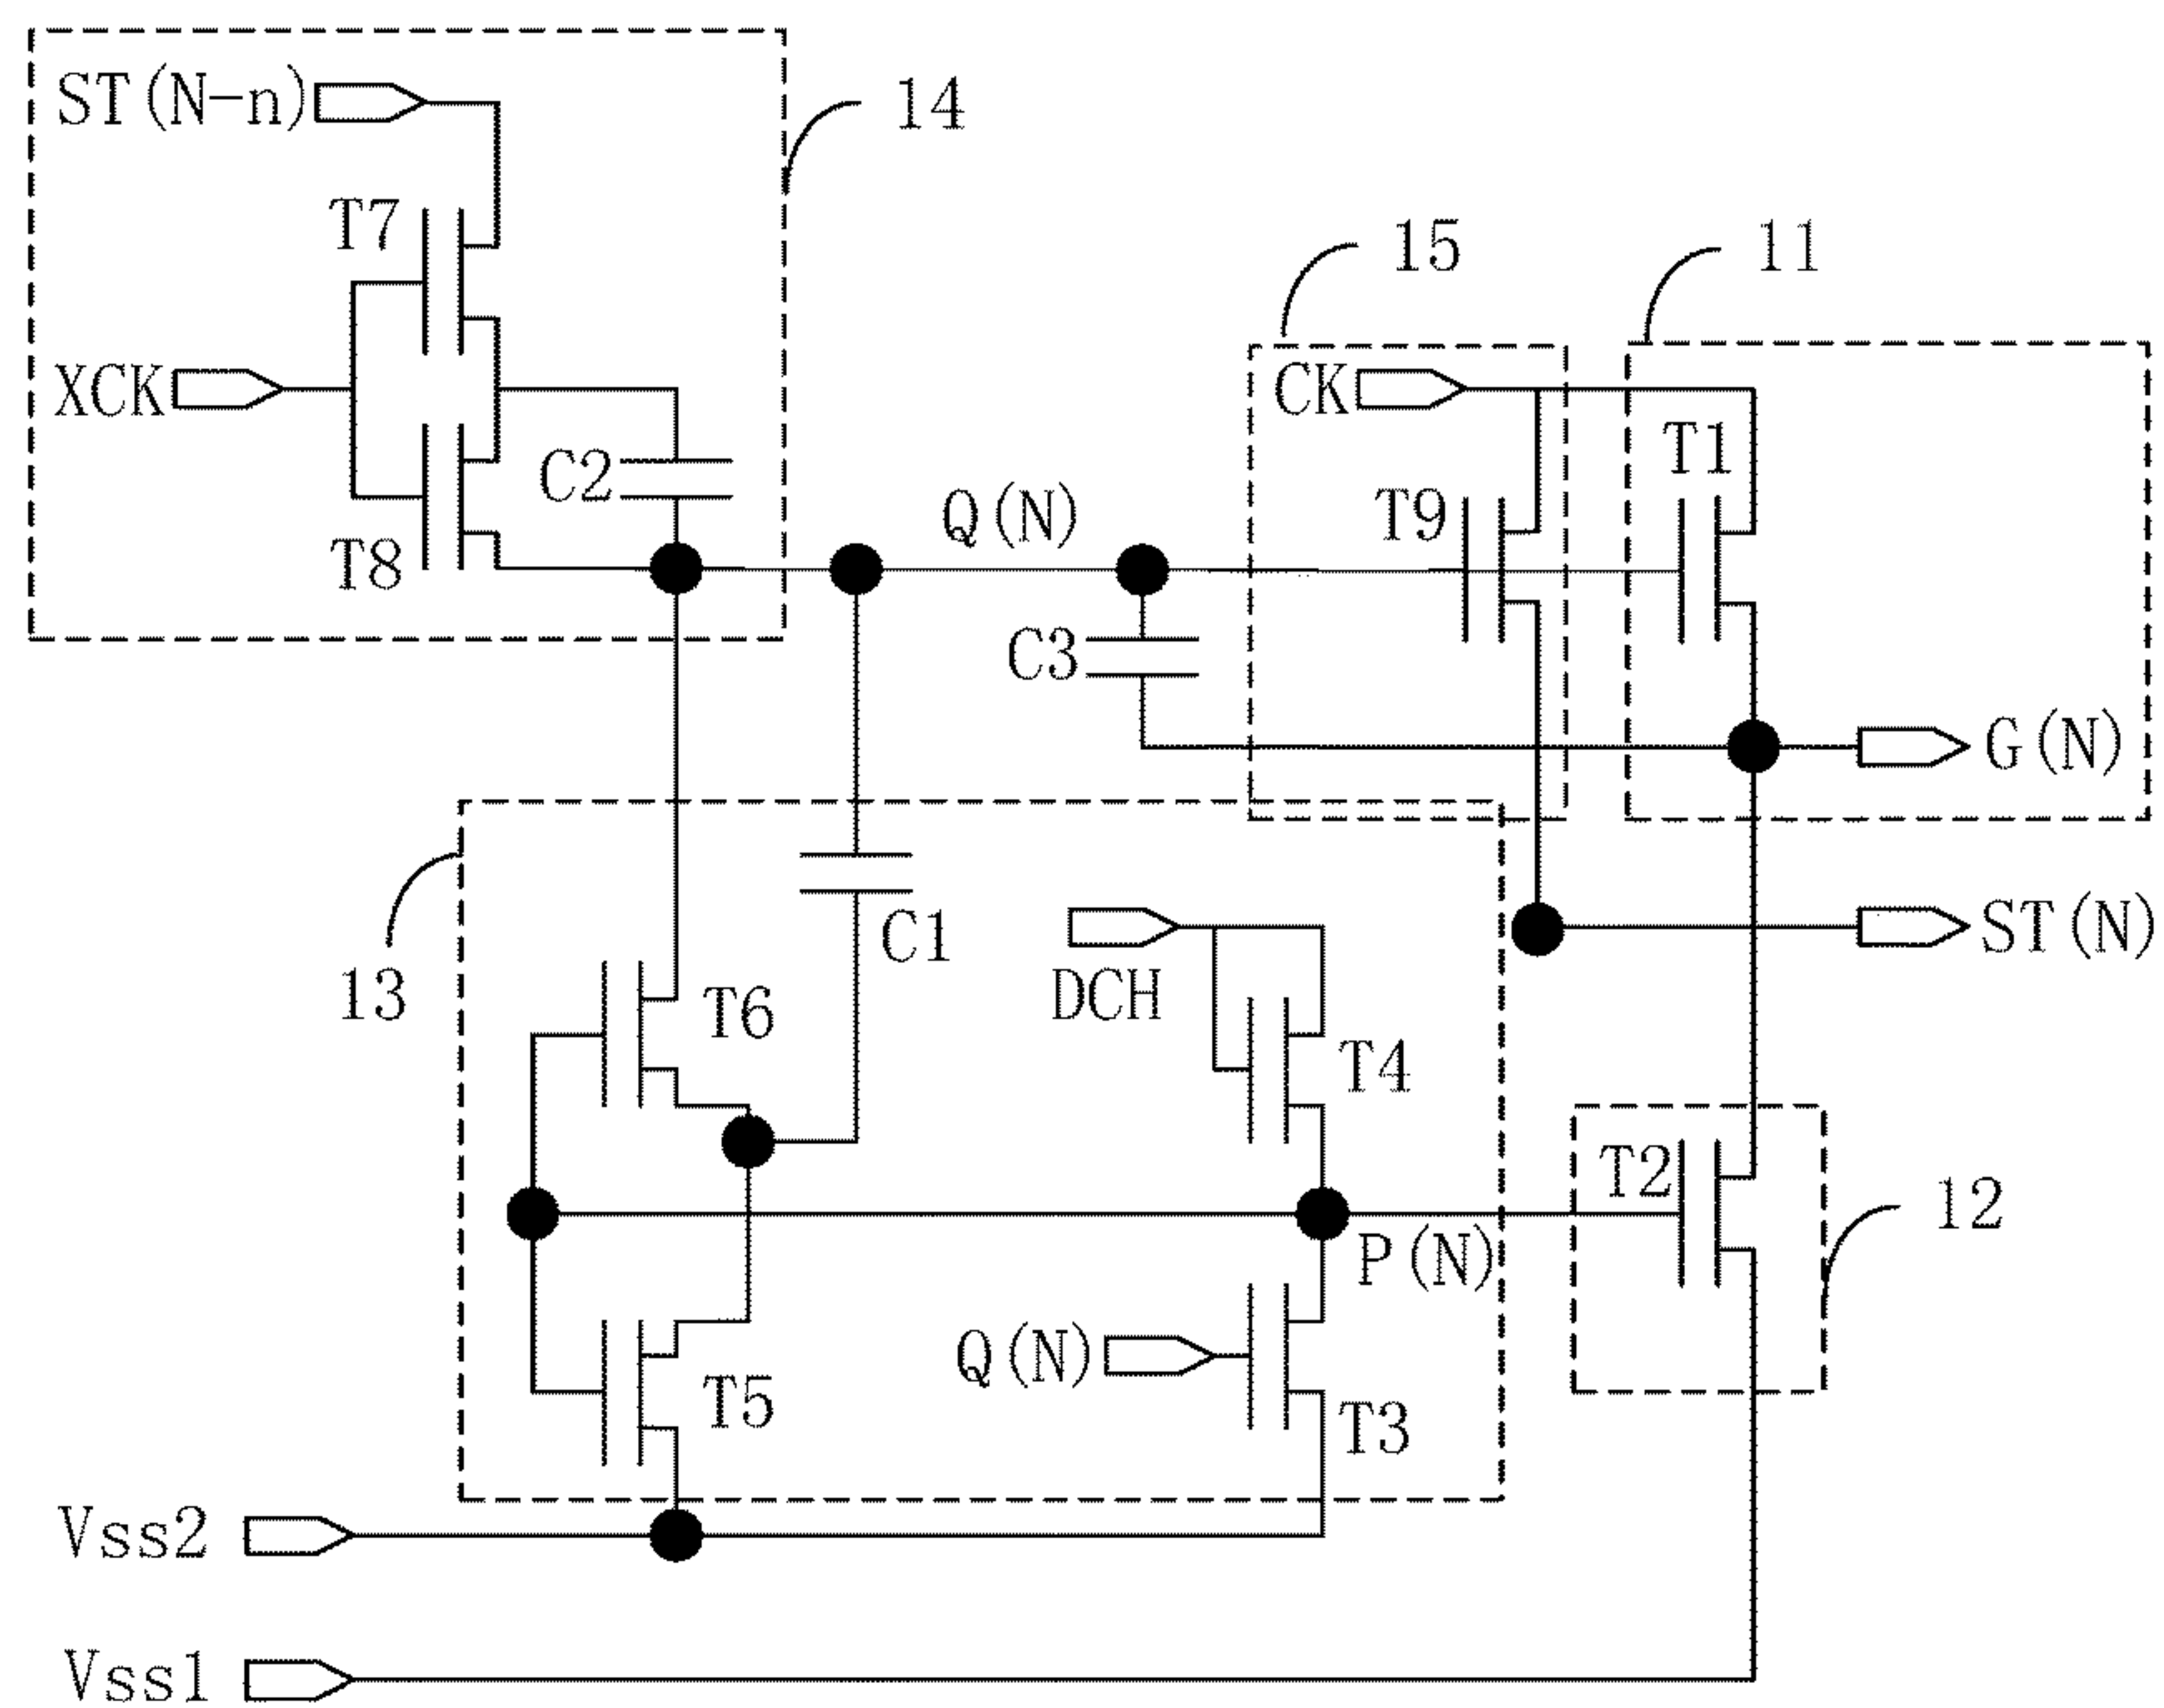 ST(N-n)
14
T7
15
11
XCK
CK
T1
C2
T9
Q(N)
T8
C3
G(N)
C1
ST(N)
13
T6
DCH
T4
T2
12
P(N)
Q(N)
T5
T3
Vss2
Vss1